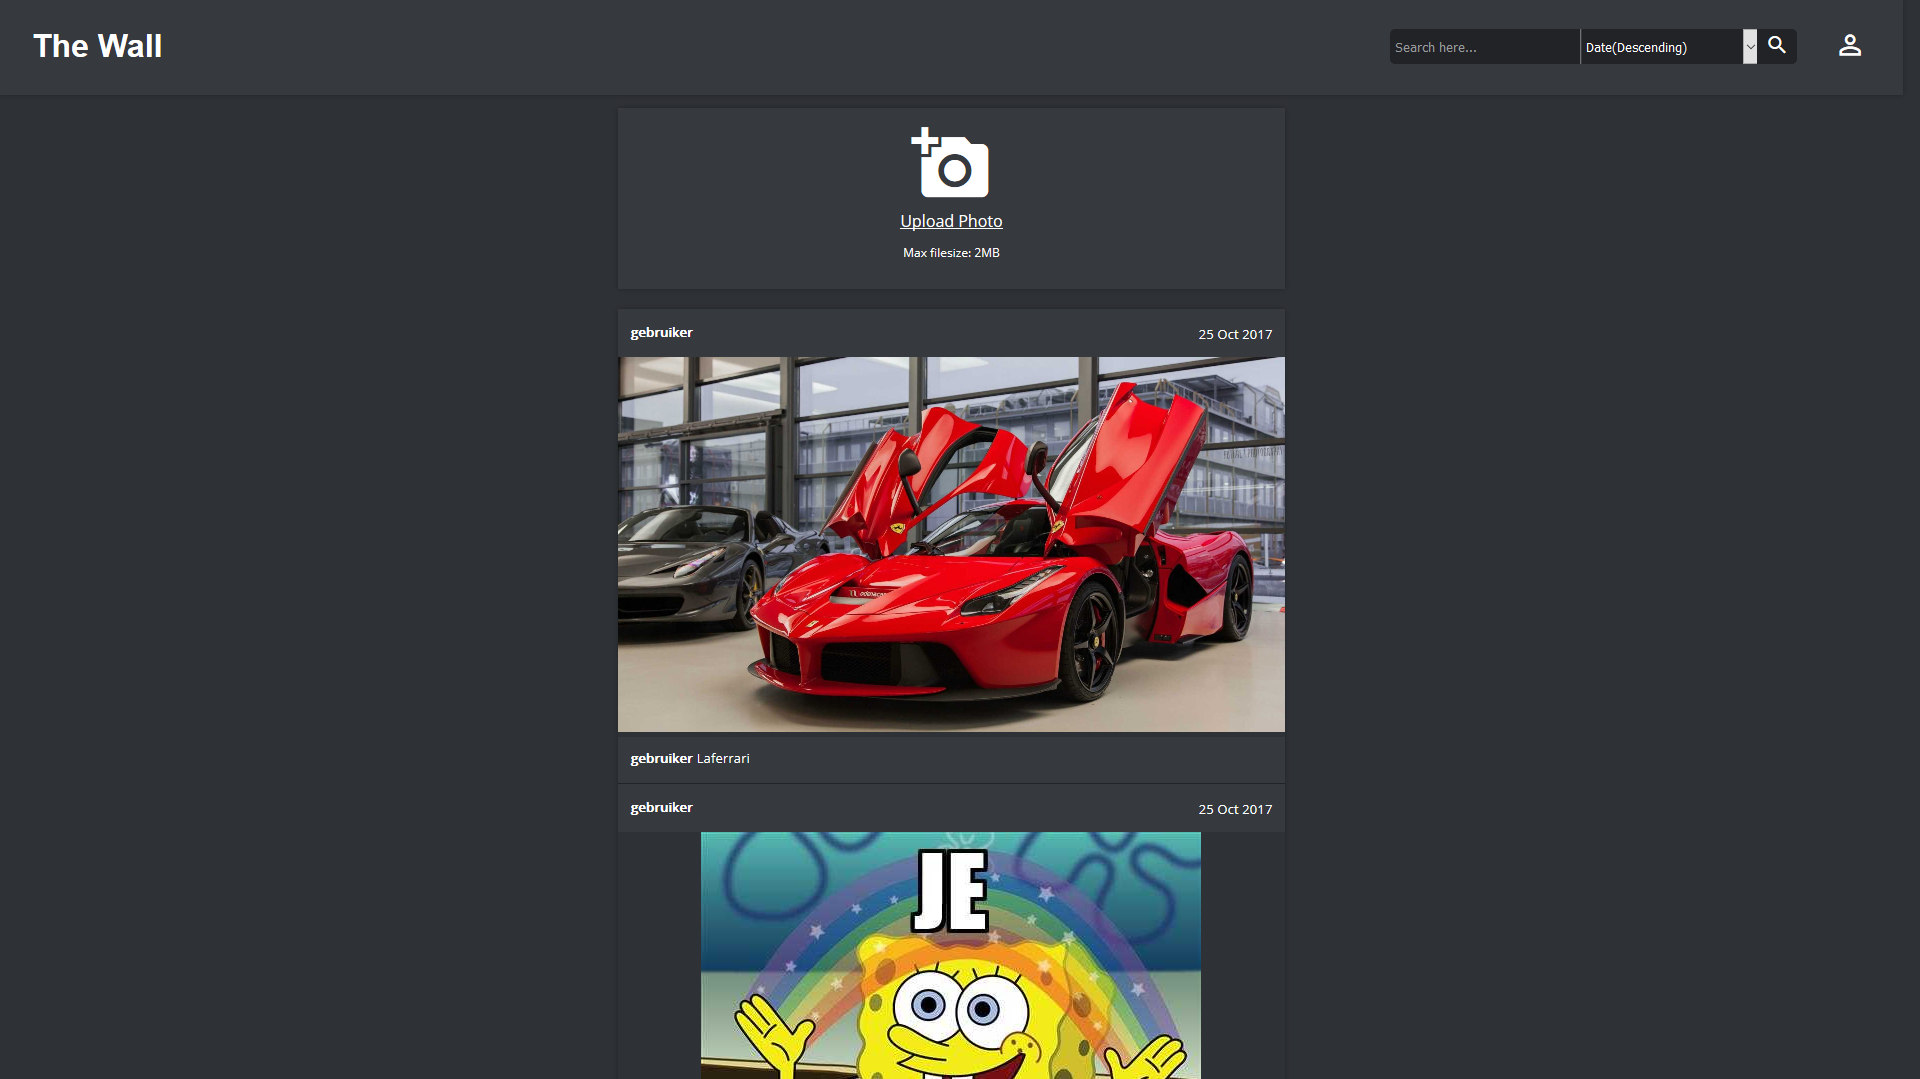 The Wall
Search here...
Date(Descending)
Upload Photo
Max filesize: 2MB
gebruiker
25 Oct 2017
gebruiker Laferrari
gebruiker
25 Oct 2017
JE